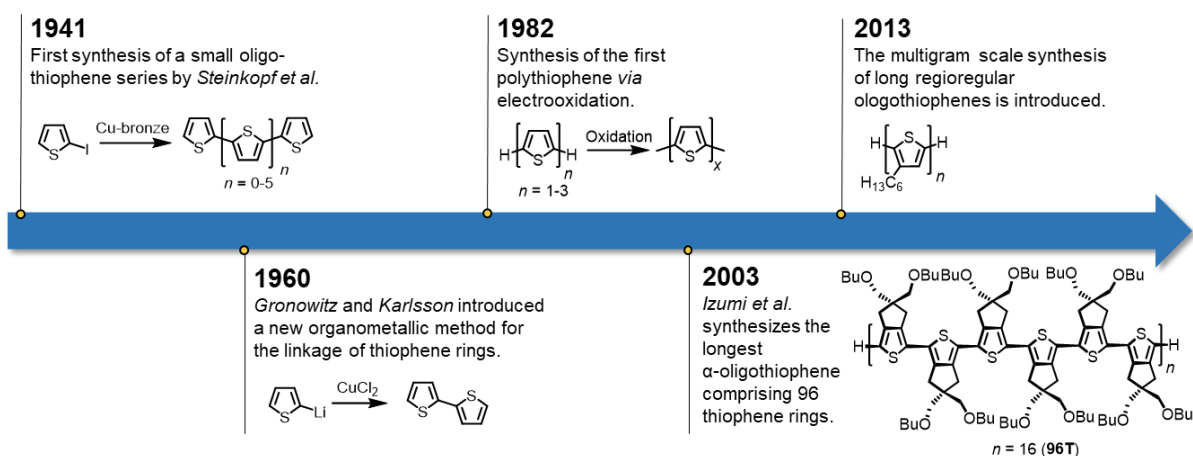 1941
First synthesis of a small oligo-
thiophene series by Steinkopf et al.
S
I
Cu-bronze
S
S
S
n
n = 0-5
1982
Synthesis of the first
polythiophene via
electrooxidation.
H
S
H
n
n = 1-3
Oxidation
S
x
2013
The multigram scale synthesis
of long regioregular
ologothiophenes is introduced.
H
S
H
n
H13C6
1960
Gronowitz and Karlsson introduced
a new organometallic method for
the linkage of thiophene rings.
S
Li
CuCl2
S
S
2003
Izumi et al.
synthesizes the
longest
α-oligothiophene
comprising 96
thiophene rings.
BuO OBu BuO OBu BuO OBu
H S S S S S S H
n
BuO OBu BuO OBu BuO OBu
n = 16 (96T)